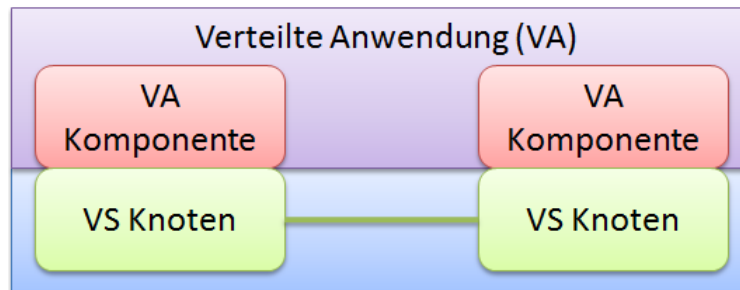 Verteilte Anwendung (VA)
VA
Komponente
VA
Komponente
VS Knoten
VS Knoten